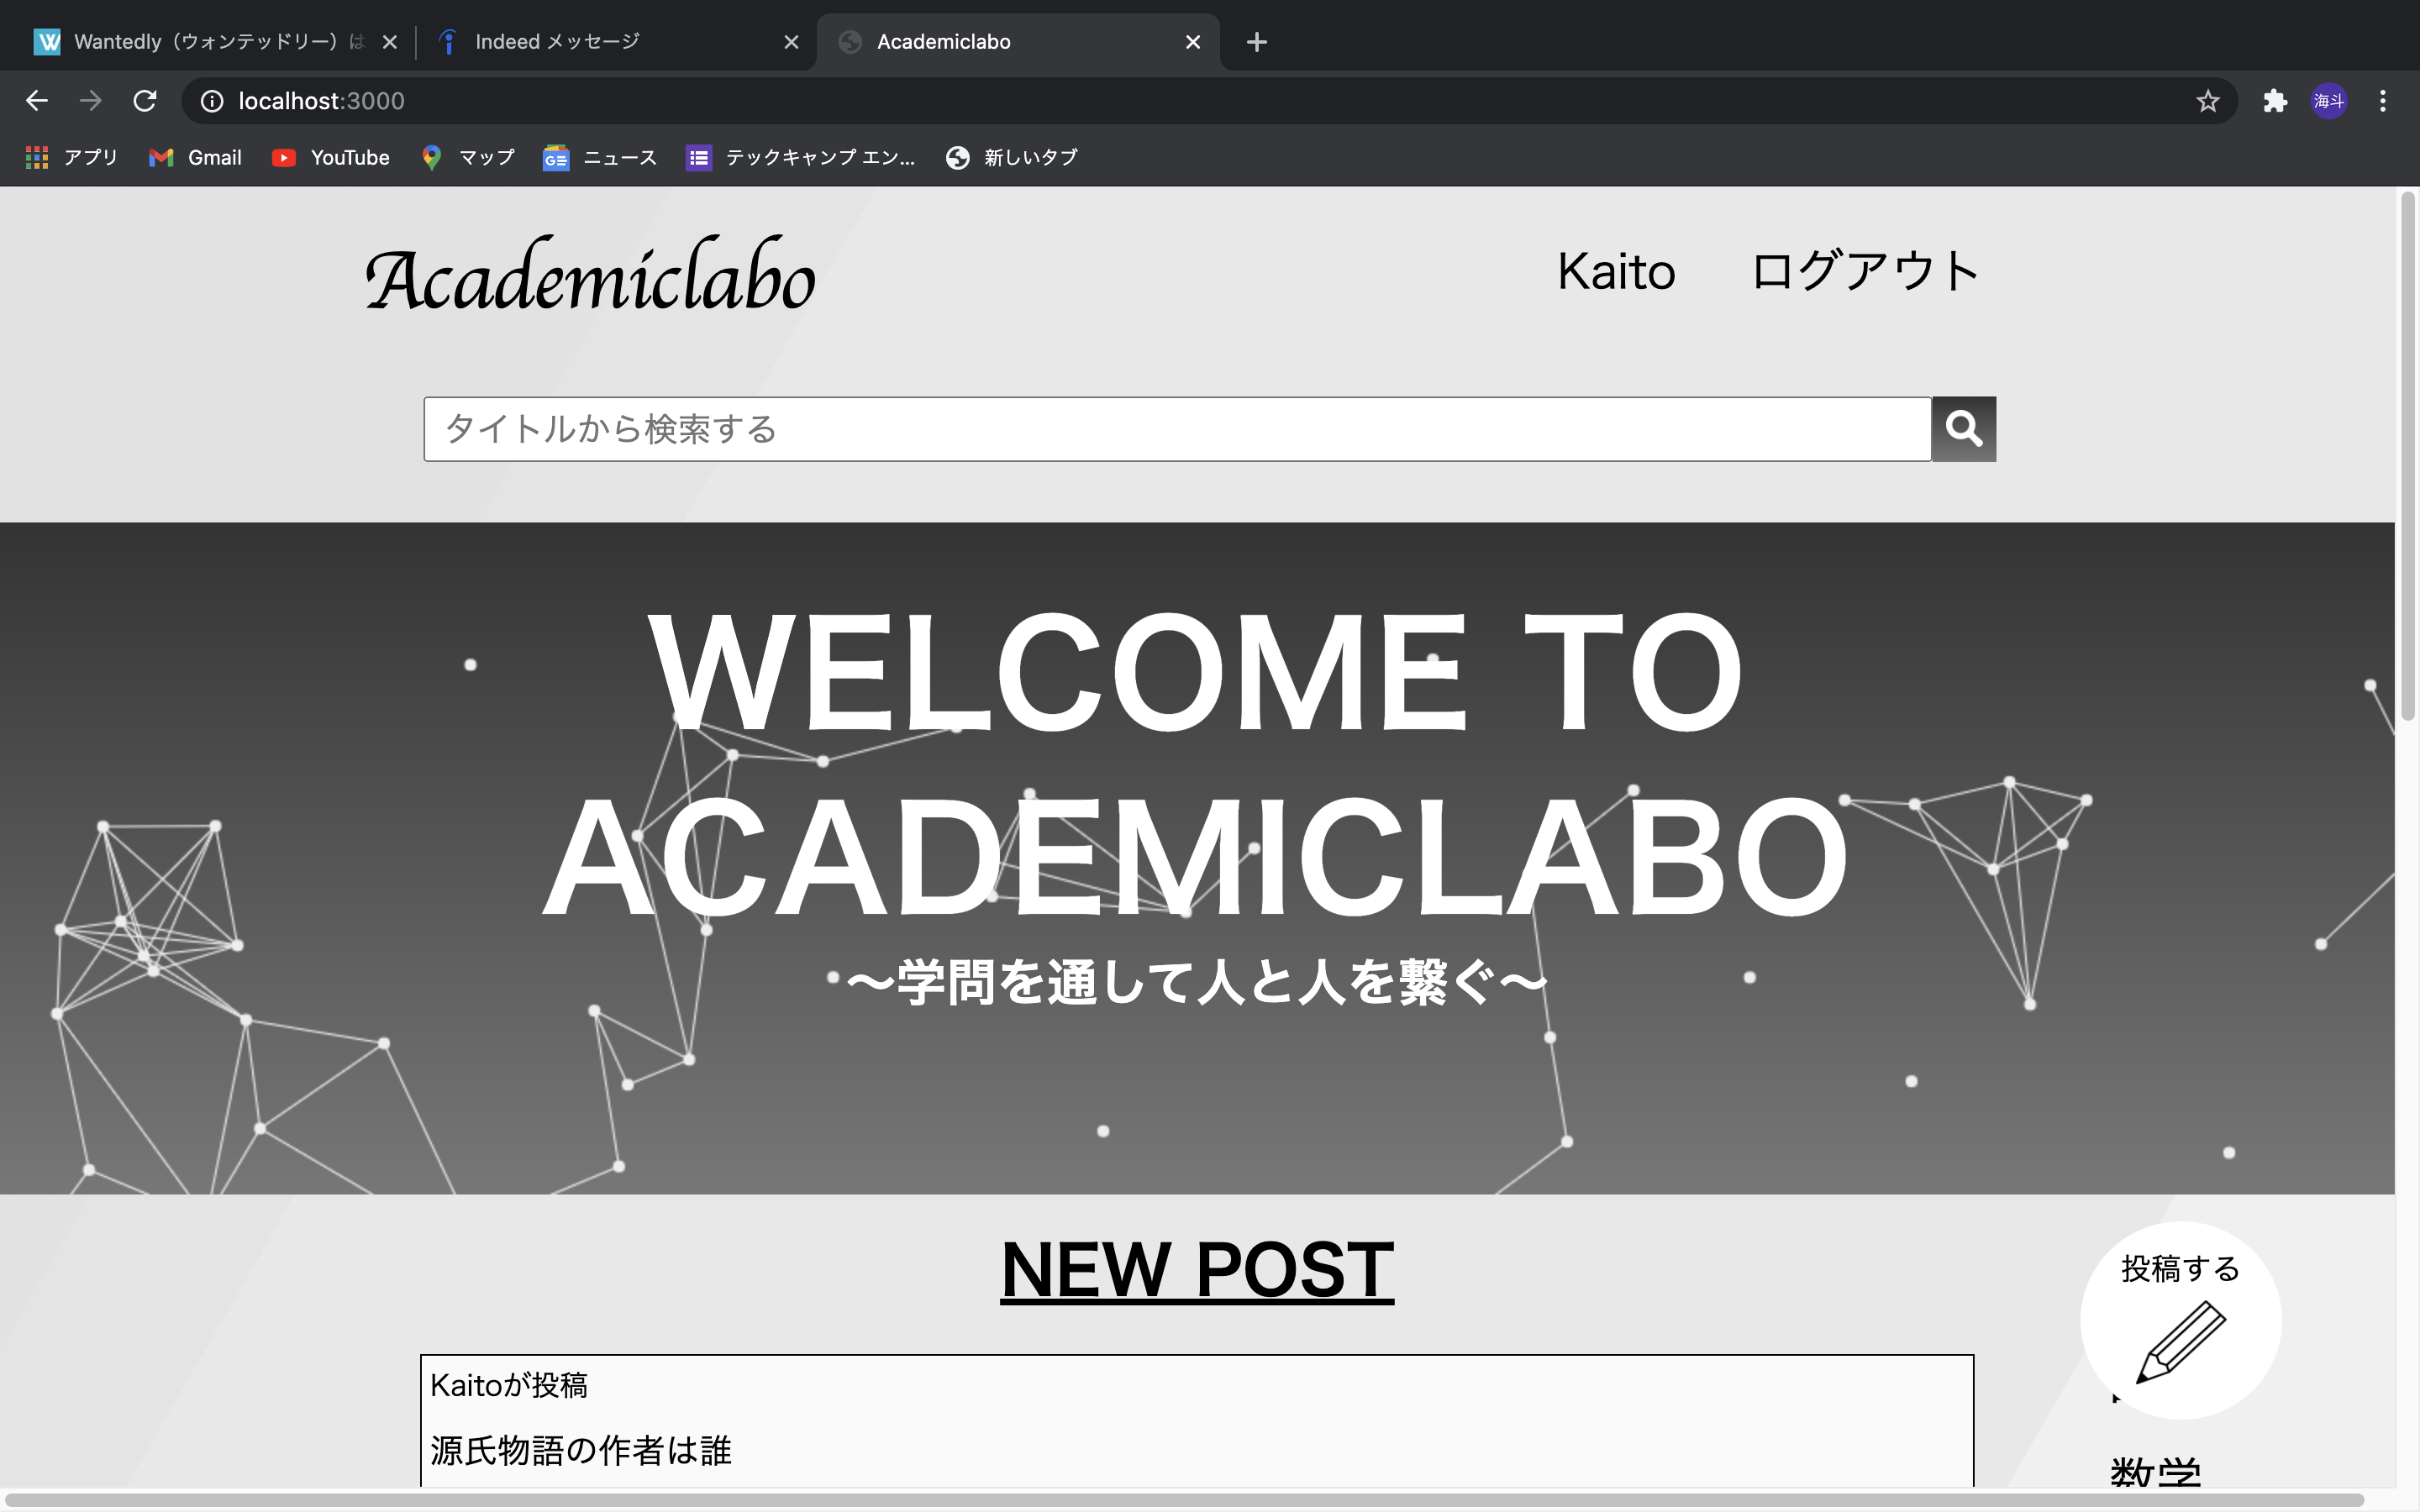 Wantedly（ウォンテッドリー）は
Indeed メッセージ
Academiclabo
localhost:3000
海斗
アプリ
Gmail
YouTube
マップ
GE
ニュース
テックキャンプ エン...
新しいタブ
Academiclabo
Kaito
ログアウト
タイトルから検索する
WELCOME TO
ACADEMICLABO
〜学問を通して人と人を繋ぐ〜
NEW POST
投稿する
Kaitoが投稿
源氏物語の作者は誰
数学